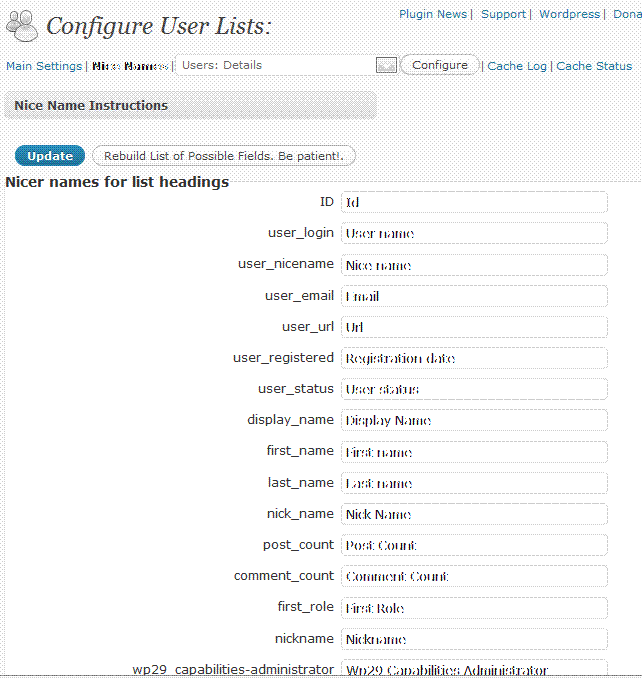 Plugin News | Support | Wordpress | Dona
Configure User Lists:
Main Settings | Nice Names | Users: Details Configure | Cache Log | Cache Status
Nice Name Instructions
Update Rebuild List of Possible Fields. Be patient!.
Nicer names for list headings
ID Id
user_login User name
user_nicename Nice name
user_email Email
user_url Url
user_registered Registration date
user_status User status
display_name Display Name
first_name First name
last_name Last name
nick_name Nick Name
post_count Post Count
comment_count Comment Count
first_role First Role
nickname Nickname
wp29_capabilities-administrator Wp29 Capabilities Administrator